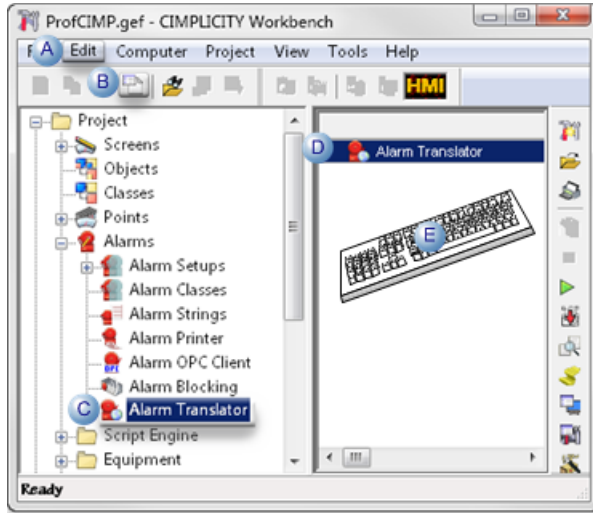 ProfCIMP.gef - CIMPLICITY Workbench
F A Edit Computer Project View Tools Help
B HMI
Project
Screens
Objects
Classes
Points
Alarms
Alarm Setups
Alarm Classes
Alarm Strings
Alarm Printer
OPC Alarm OPC Client
Alarm Blocking
C Alarm Translator
Script Engine
Equipment
D Alarm Translator
E
Ready